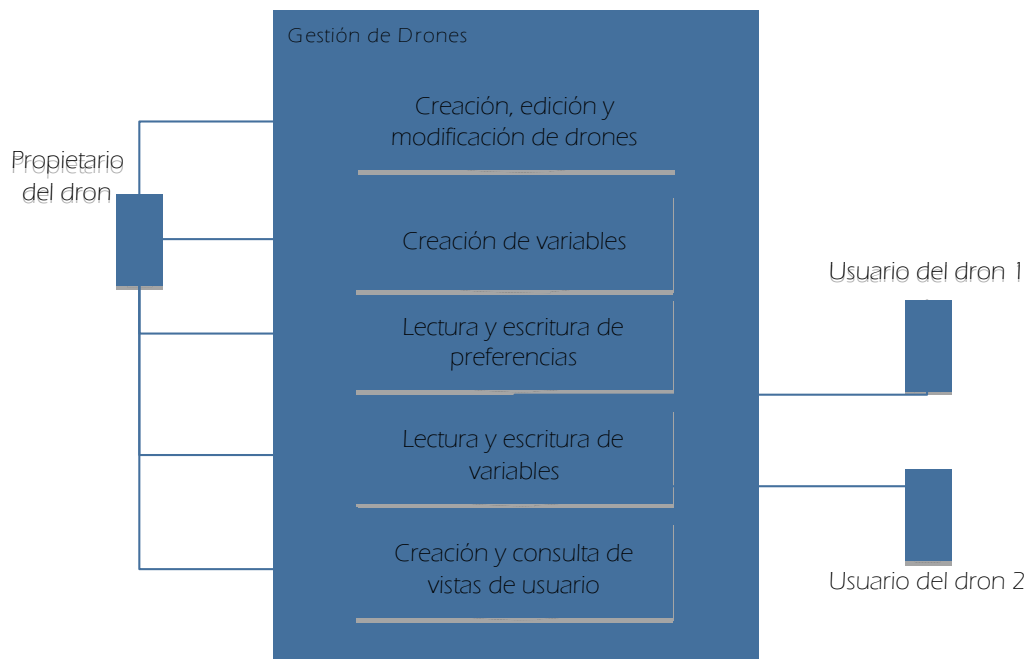 Gestión de Drones
Creación, edición y
modificación de drones
Propietario
del dron
Creación de variables
Usuario del dron 1
Lectura y escritura de
preferencias
Lectura y escritura de
variables
Creación y consulta de
vistas de usuario
Usuario del dron 2